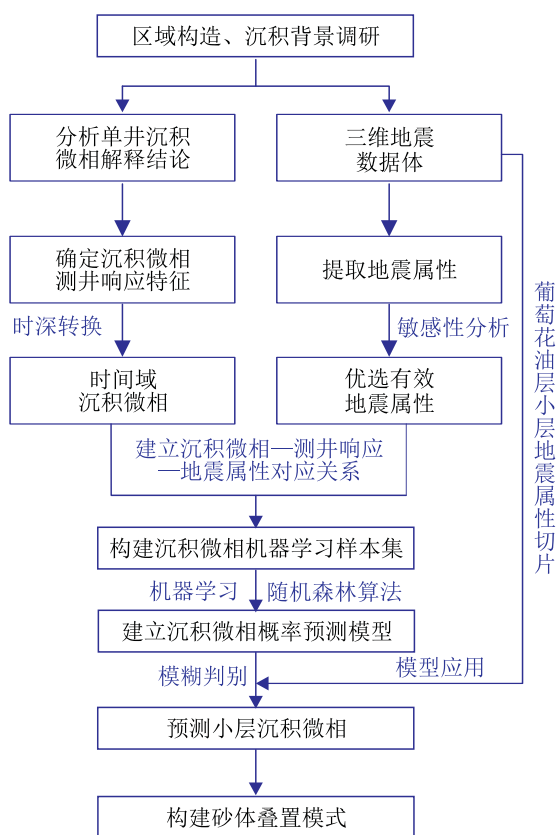 区域构造、沉积背景调研
分析单井沉积
微相解释结论
三维地震
数据体
确定沉积微相
测井响应特征
提取地震属性
时深转换
敏感性分析
时间域
沉积微相
优选有效
地震属性
葡萄花油层小层地震属性切片
建立沉积微相—测井响应
—地震属性对应关系
构建沉积微相机器学习样本集
机器学习
随机森林算法
建立沉积微相概率预测模型
模糊判别
模型应用
预测小层沉积微相
构建砂体叠置模式